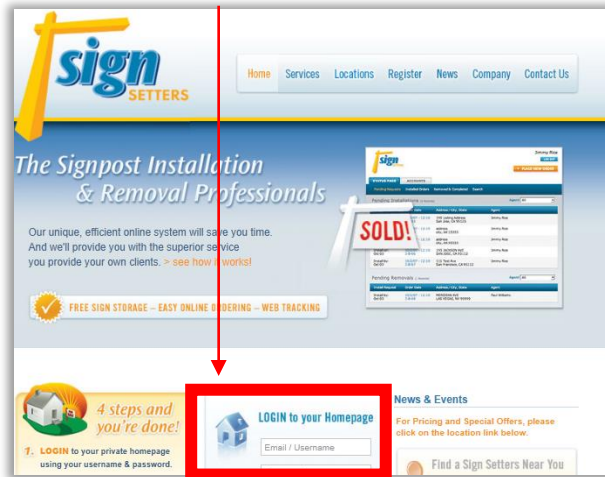 sign
SETTERS
Home Services Locations Register News Company Contact Us
The Signpost Installation
& Removal Professionals
Our unique, efficient online system will save you time.
And we'll provide you with the superior service
you provide your own clients. > see how it works!
FREE SIGN STORAGE – EASY ONLINE ORDERING – WEB TRACKING
sign
Jimmy Rap
Pending Installations
SOLD!
Pending Removals
4 steps and
you're done!
1. LOGIN to your private homepage
using your username & password.
LOGIN to your Homepage
Email / Username
News & Events
For Pricing and Special Offers, please
click on the location link below.
Find a Sign Setters Near You